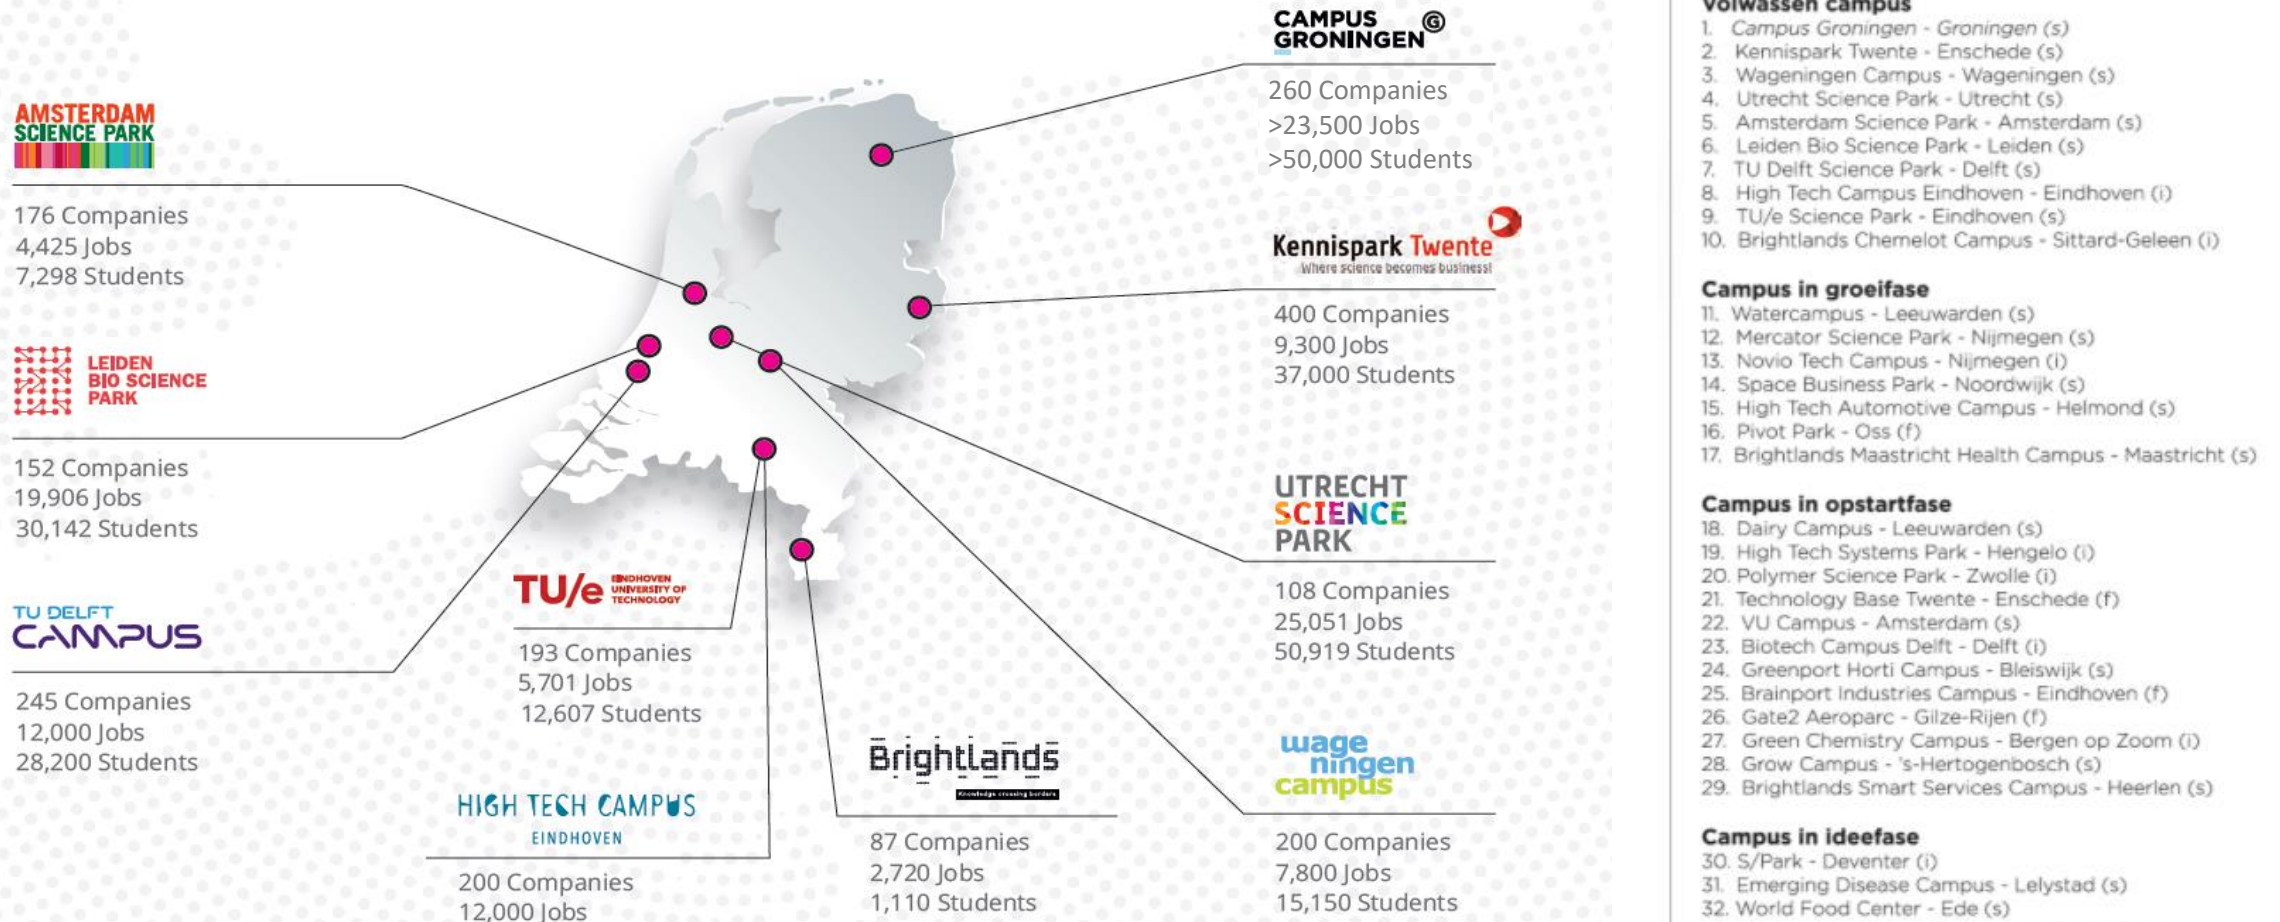 CAMPUS
GRONINGEN G
260 Companies
>23,500 Jobs
>50,000 Students
AMSTERDAM
SCIENCE PARK
176 Companies
4,425 Jobs
7,298 Students
Kennispark Twente
Where science becomes business!
400 Companies
9,300 Jobs
37,000 Students
LEIDEN
BIO SCIENCE
PARK
152 Companies
19,906 Jobs
30,142 Students
UTRECHT
SCIENCE
PARK
108 Companies
25,051 Jobs
50,919 Students
TU DELFT
CAMPUS
245 Companies
12,000 Jobs
28,200 Students
TU/e EINDHOVEN
UNIVERSITY OF
TECHNOLOGY
193 Companies
5,701 Jobs
12,607 Students
HIGH TECH CAMPUS
EINDHOVEN
200 Companies
12,000 Jobs
Brightlands
Knowledge crossing borders
87 Companies
2,720 Jobs
1,110 Students
wage
ningen
campus
200 Companies
7,800 Jobs
15,150 Students
Volwassen campus
1. Campus Groningen - Groningen (s)
2. Kennispark Twente - Enschede (s)
3. Wageningen Campus - Wageningen (s)
4. Utrecht Science Park - Utrecht (s)
5. Amsterdam Science Park - Amsterdam (s)
6. Leiden Bio Science Park - Leiden (s)
7. TU Delft Science Park - Delft (s)
8. High Tech Campus Eindhoven - Eindhoven (i)
9. TU/e Science Park - Eindhoven (s)
10. Brightlands Chemelot Campus - Sittard-Geleen (i)
Campus in groeifase
11. Watercampus - Leeuwarden (s)
12. Mercator Science Park - Nijmegen (s)
13. Novio Tech Campus - Nijmegen (i)
14. Space Business Park - Noordwijk (s)
15. High Tech Automotive Campus - Helmond (s)
16. Pivot Park - Oss (f)
17. Brightlands Maastricht Health Campus - Maastricht (s)
Campus in opstartfase
18. Dairy Campus - Leeuwarden (s)
19. High Tech Systems Park - Hengelo (i)
20. Polymer Science Park - Zwolle (i)
21. Technology Base Twente - Enschede (f)
22. VU Campus - Amsterdam (s)
23. Biotech Campus Delft - Delft (i)
24. Greenport Horti Campus - Bleiswijk (s)
25. Brainport Industries Campus - Eindhoven (f)
26. Gate2 Aeroparc - Gilze-Rijen (f)
27. Green Chemistry Campus - Bergen op Zoom (i)
28. Grow Campus - 's-Hertogenbosch (s)
29. Brightlands Smart Services Campus - Heerlen (s)
Campus in ideefase
30. S/Park - Deventer (i)
31. Emerging Disease Campus - Lelystad (s)
32. World Food Center - Ede (s)